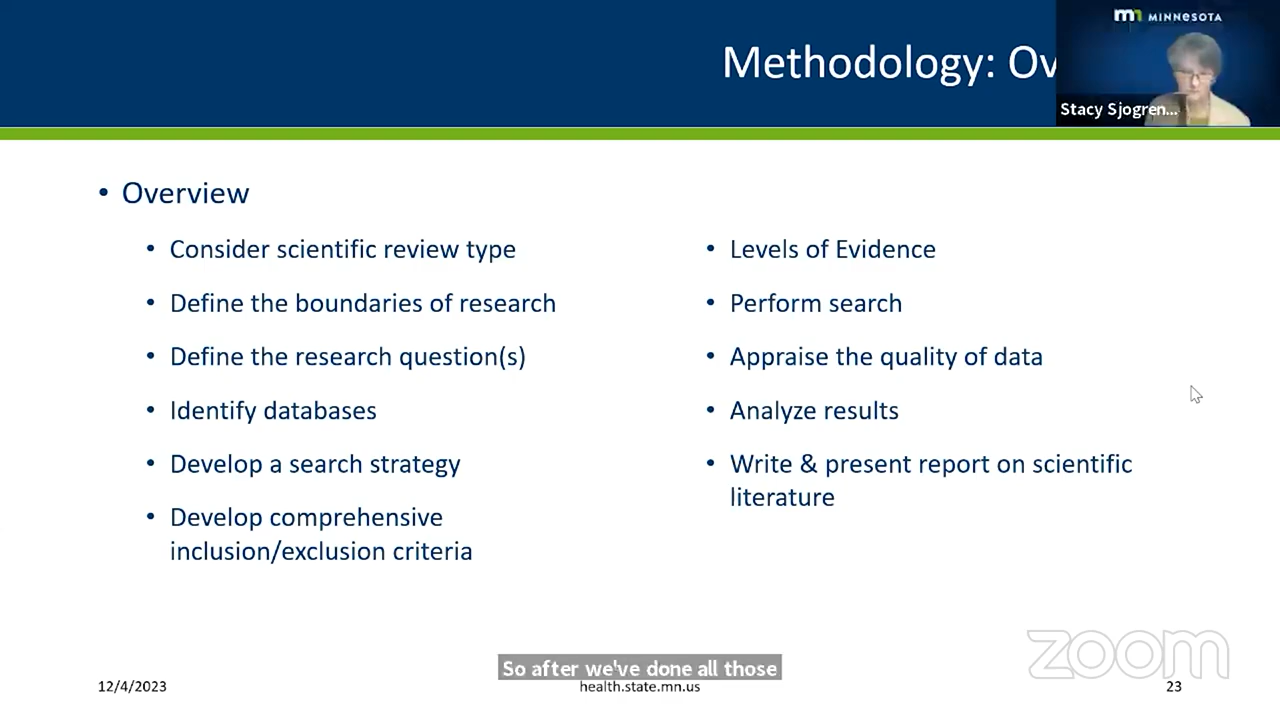 Methodology: Ov
mn MINNESOTA
Stacy Sjogren...
• Overview
• Consider scientific review type
• Define the boundaries of research
• Define the research question(s)
• Identify databases
• Develop a search strategy
• Develop comprehensive
inclusion/exclusion criteria
• Levels of Evidence
• Perform search
• Appraise the quality of data
• Analyze results
• Write & present report on scientific
literature
zoom
So after we've done all those
12/4/2023
health.state.mn.us
23